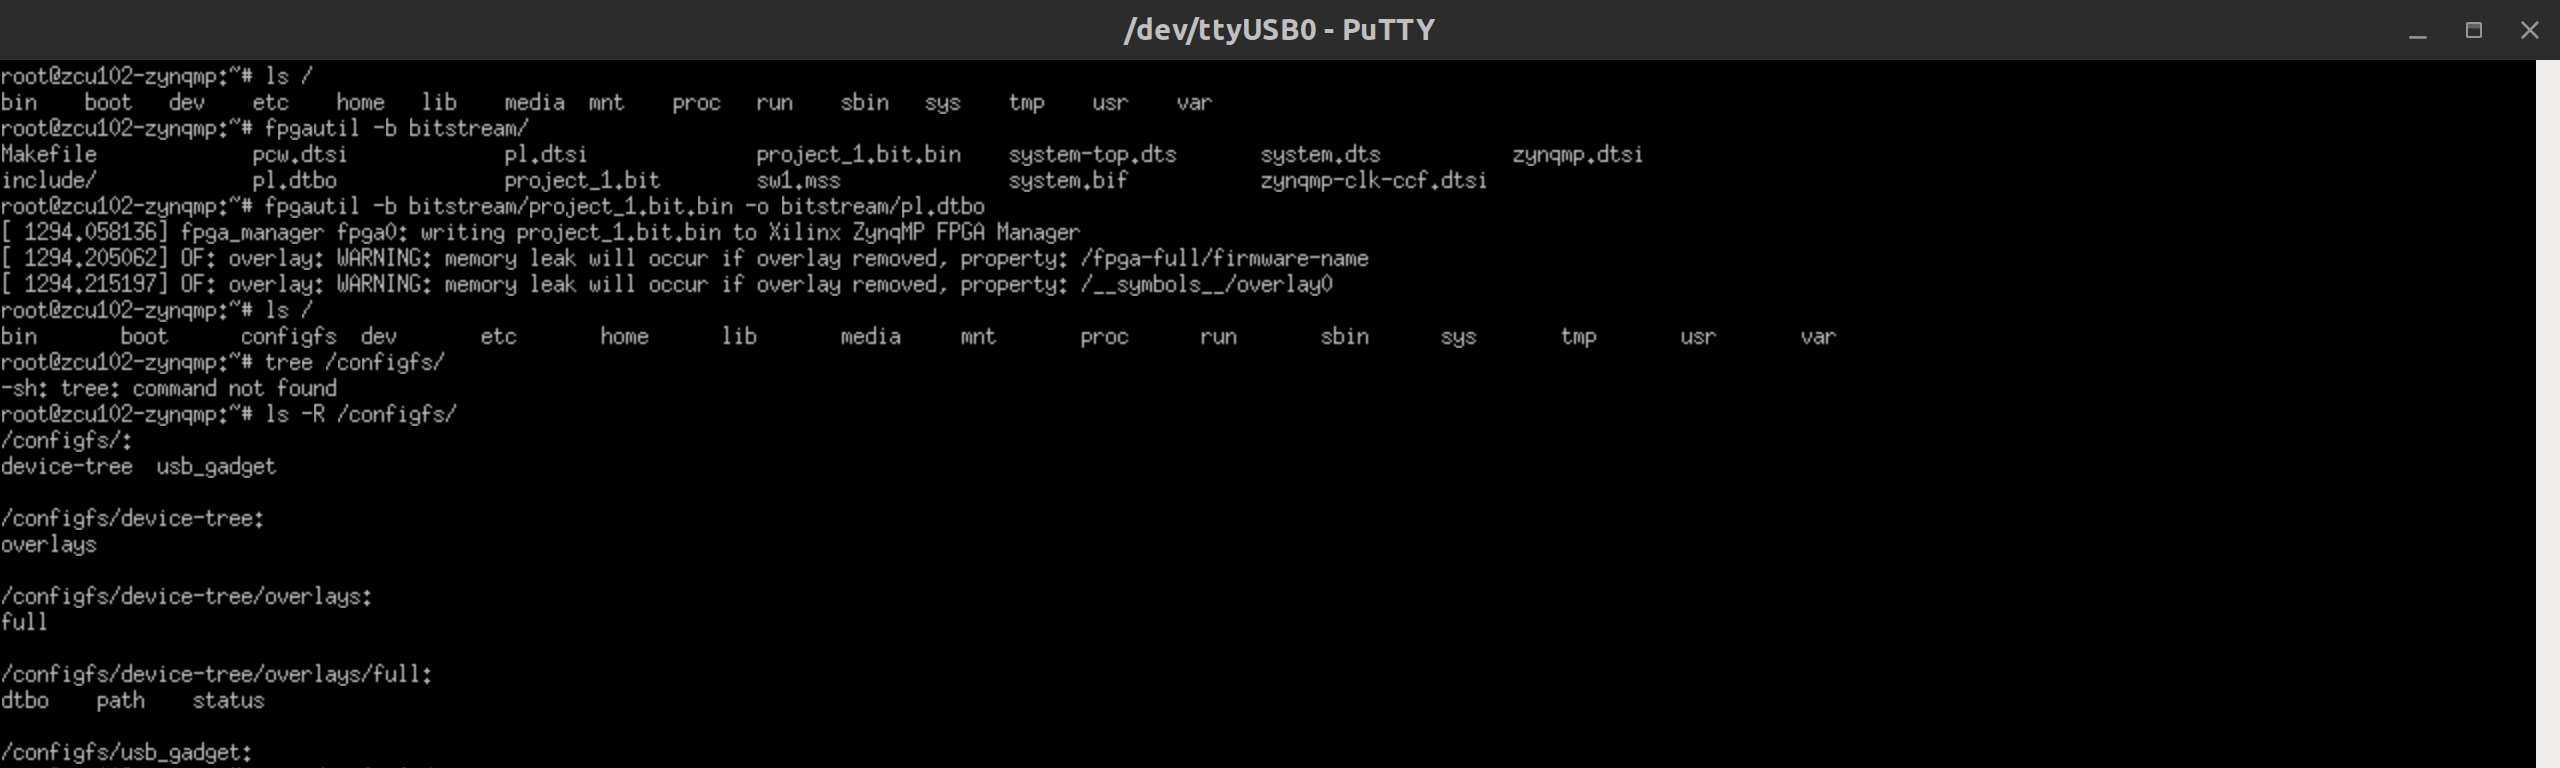 /dev/ttyUSB0 - PuTTY
root@zcu102-zynqmp:~# ls /
bin boot dev etc home lib media mnt proc run sbin sys tmp usr var
root@zcu102-zynqmp:~# fpgautil -b bitstream/
Makefile pcw.dtsi pl.dtsi project_1.bit.bin system-top.dts system.dts zynqmp.dtsi
include/ pl.dtbo project_1.bit sw1.mss system.bif zynqmp-clk-ccf.dtsi
root@zcu102-zynqmp:~# fpgautil -b bitstream/project_1.bit.bin -o bitstream/pl.dtbo
[ 1294.058136] fpga_manager fpga0: writing project_1.bit.bin to Xilinx ZynqMP FPGA Manager
[ 1294.205062] OF: overlay: WARNING: memory leak will occur if overlay removed, property: /fpga-full/firmware-name
[ 1294.215197] OF: overlay: WARNING: memory leak will occur if overlay removed, property: /__symbols__/overlay0
root@zcu102-zynqmp:~# ls /
bin boot configfs dev etc home lib media mnt proc run sbin sys tmp usr var
root@zcu102-zynqmp:~# tree /configfs/
-sh: tree: command not found
root@zcu102-zynqmp:~# ls -R /configfs/
/configfs/:
device-tree usb_gadget
/configfs/device-tree:
overlays
/configfs/device-tree/overlays:
full
/configfs/device-tree/overlays/full:
dtbo path status
/configfs/usb_gadget: